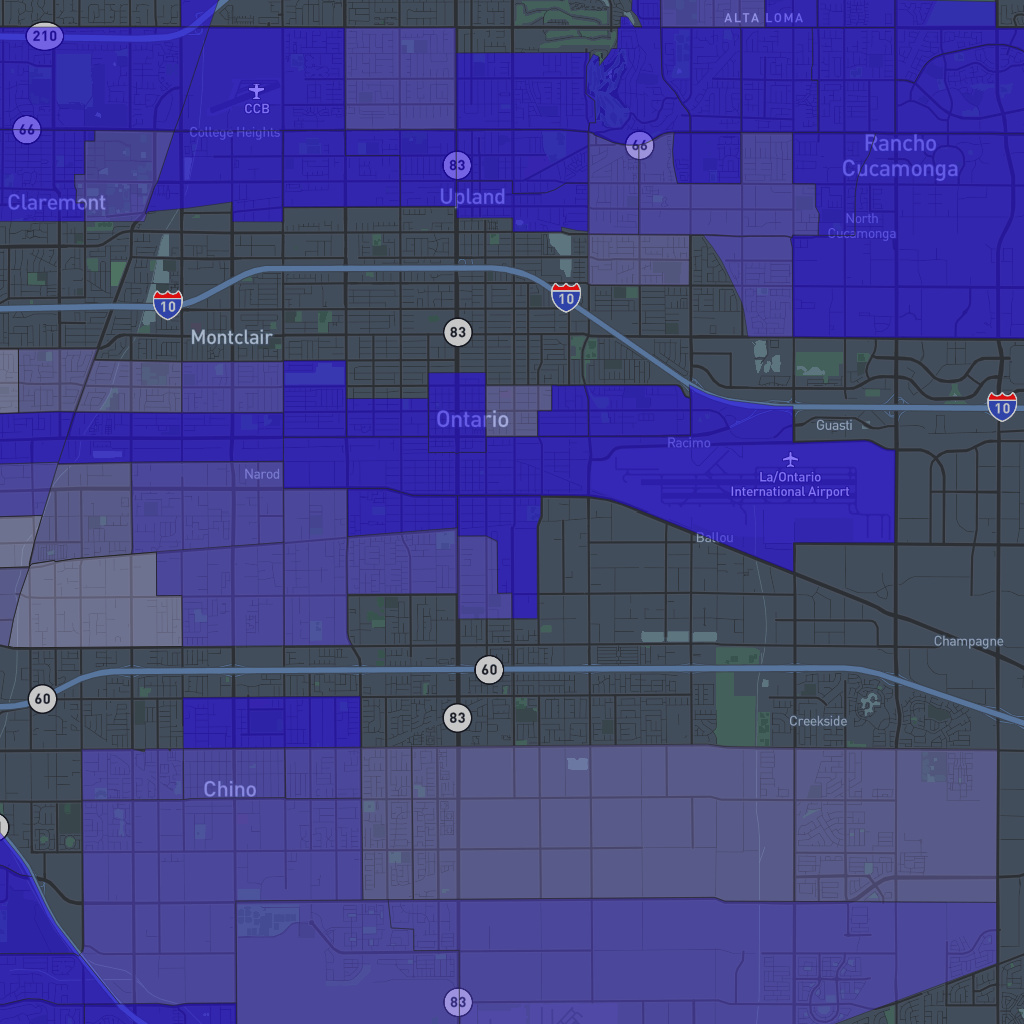 ALTA LOMA
210
CCB
66
College Heights
66
Rancho
Cucamonga
83
Upland
Claremont
North
Cucamonga
10
10
Montclair
83
10
Ontario
Guasti
Racimo
Narod
La/Ontario
International Airport
Ballou
Champagne
60
60
83
Creekside
Chino
83